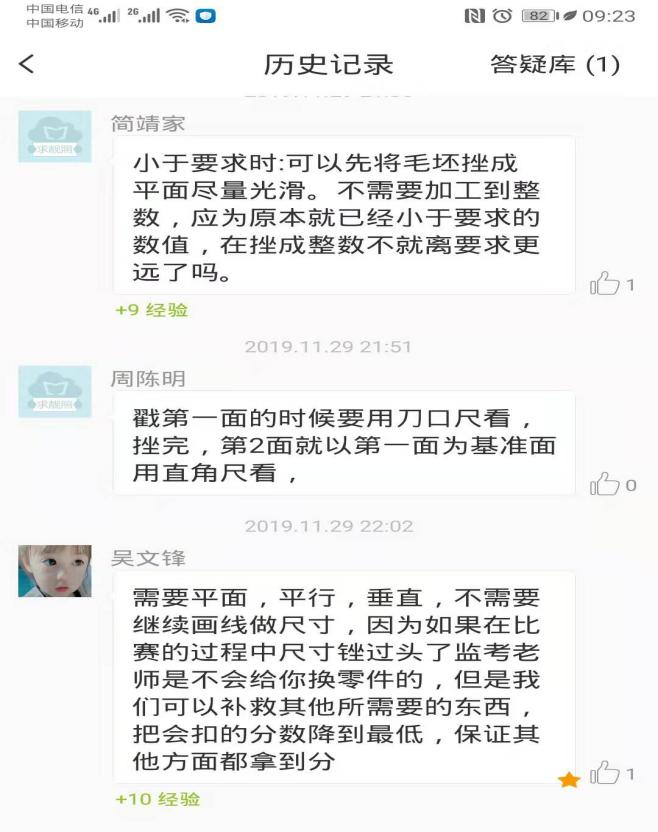 中国电信 4G 2G 82 09:23
中国移动
历史记录 答疑库 (1)
简靖家
求靓照
小于要求时:可以先将毛坯挫成
平面尽量光滑。不需要加工到整
数，应为原本就已经小于要求的
数值，在挫成整数不就离要求更
远了吗。
1
+9 经验
2019.11.29 21:51
周陈明
求靓照
戳第一面的时候要用刀口尺看，
挫完，第2面就以第一面为基准面
用直角尺看，
0
2019.11.29 22:02
吴文锋
需要平面，平行，垂直，不需要
继续画线做尺寸，因为如果在比
赛的过程中尺寸锉过头了监考老
师是不会给你换零件的，但是我
们可以补救其他所需要的东西，
把会扣的分数降到最低，保证其
他方面都拿到分
1
+10 经验